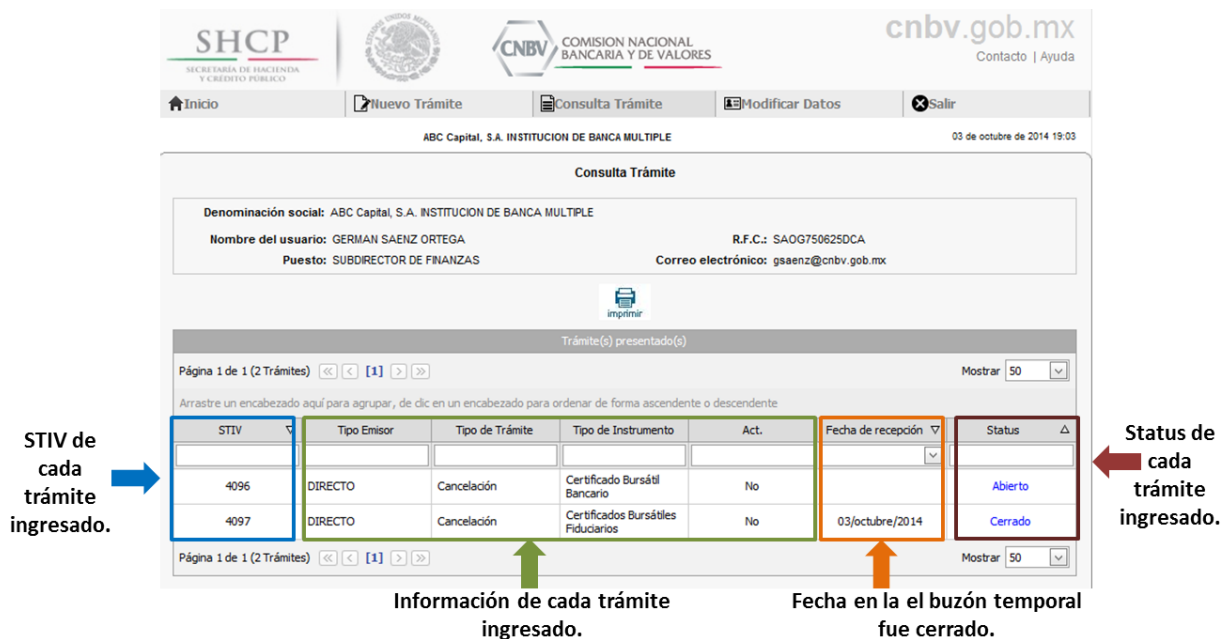 SHCP
SECRETARÍA DE HACIENDA
Y CRÉDITO PÚBLICO
ESTADOS UNIDOS MEXICANOS
CNBV
COMISION NACIONAL
BANCARIA Y DE VALORES
cnbv.gob.mx
Contacto | Ayuda
Inicio Nuevo Trámite Consulta Trámite Modificar Datos Salir
ABC Capital, S.A. INSTITUCION DE BANCA MULTIPLE 03 de octubre de 2014 19:03
Consulta Trámite
Denominación social: ABC Capital, S.A. INSTITUCION DE BANCA MULTIPLE
Nombre del usuario: GERMAN SAENZ ORTEGA R.F.C.: SAOG750625DCA
Puesto: SUBDIRECTOR DE FINANZAS Correo electrónico: gsaenz@cnbv.gob.mx
imprimir
Trámite(s) presentado(s)
Página 1 de 1 (2 Trámites) [1] Mostrar 50
Arrastre un encabezado aquí para agrupar, de clic en un encabezado para ordenar de forma ascendente o descendente
STIV Tipo Emisor Tipo de Trámite Tipo de Instrumento Act. Fecha de recepción Status
4096 DIRECTO Cancelación Certificado Bursátil Bancario No Abierto
4097 DIRECTO Cancelación Certificados Bursátiles Fiduciarios No 03/octubre/2014 Cerrado
Página 1 de 1 (2 Trámites) [1] Mostrar 50
STIV de
cada
trámite
ingresado.
Status de
cada
trámite
ingresado.
Información de cada trámite
ingresado.
Fecha en la el buzón temporal
fue cerrado.